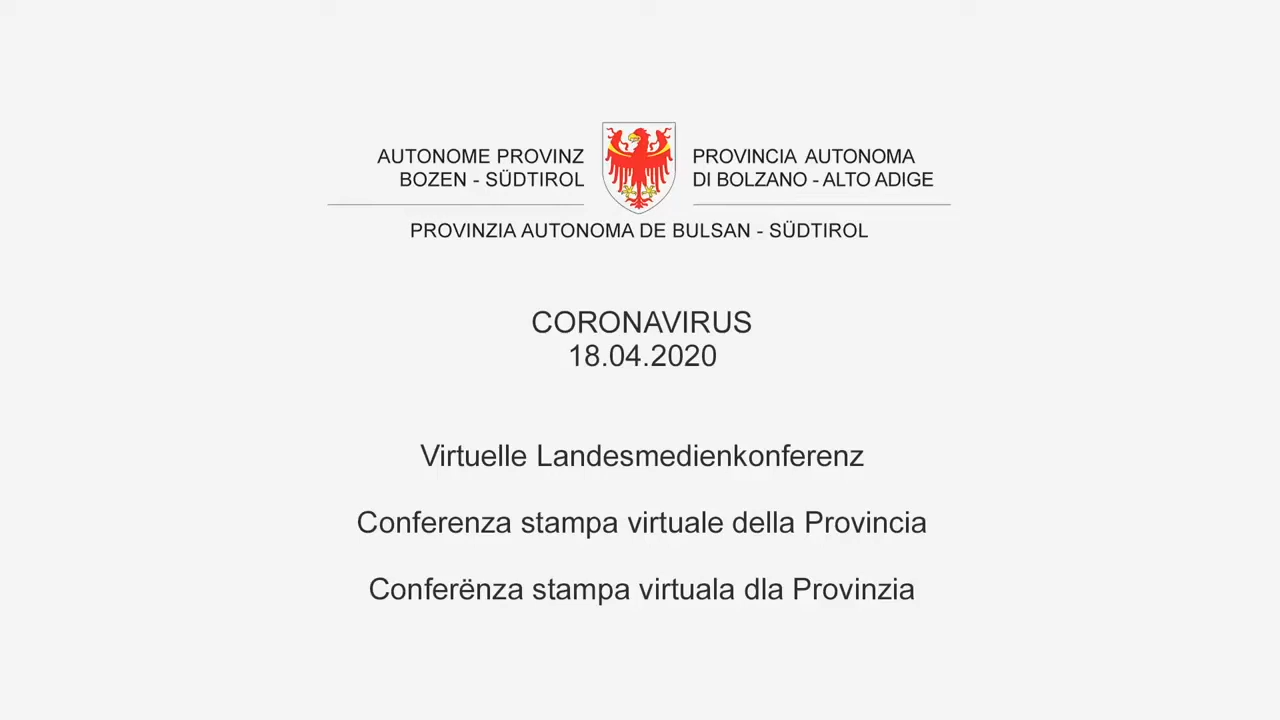 AUTONOME PROVINZ
BOZEN - SÜDTIROL
PROVINCIA AUTONOMA
DI BOLZANO - ALTO ADIGE
PROVINZIA AUTONOMA DE BULSAN - SÜDTIROL
CORONAVIRUS
18.04.2020
Virtuelle Landesmedienkonferenz
Conferenza stampa virtuale della Provincia
Conferënza stampa virtuala dla Provinzia